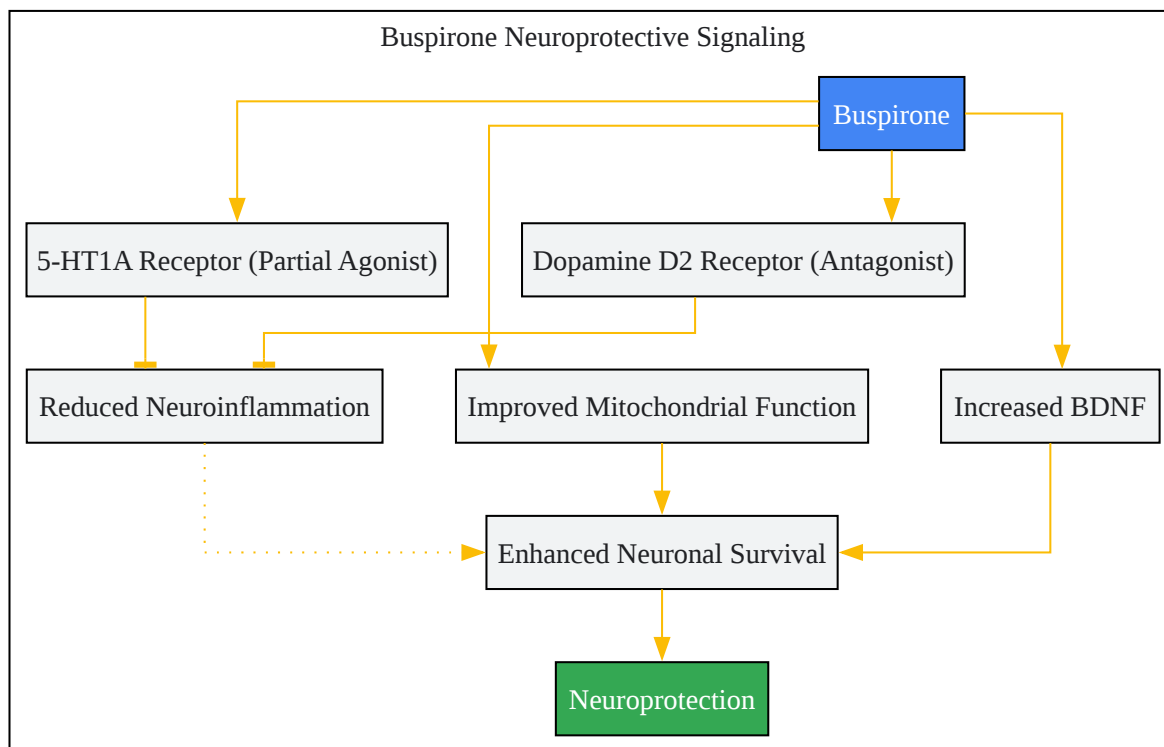 Buspirone Neuroprotective Signaling
Buspirone
5-HT1A Receptor (Partial Agonist)
Dopamine D2 Receptor (Antagonist)
Reduced Neuroinflammation
Improved Mitochondrial Function
Increased BDNF
Enhanced Neuronal Survival
Neuroprotection